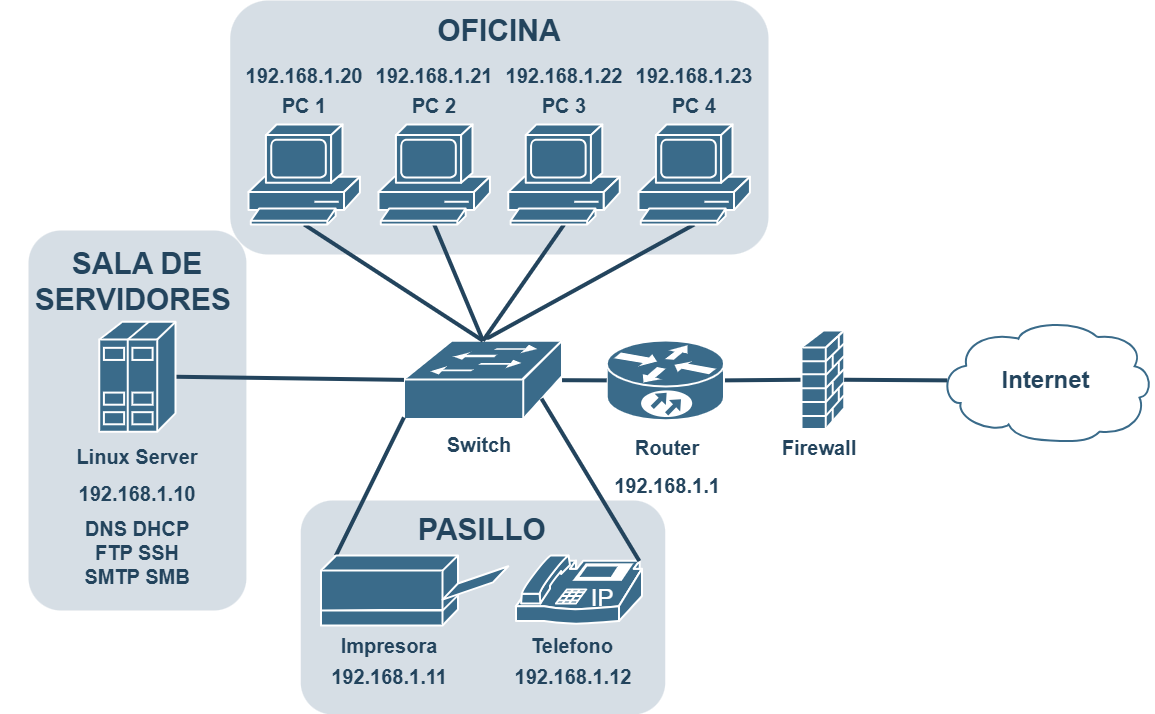 OFICINA
192.168.1.20 192.168.1.21 192.168.1.22 192.168.1.23
PC 1 PC 2 PC 3 PC 4
SALA DE
SERVIDORES
Linux Server
192.168.1.10
DNS DHCP
FTP SSH
SMTP SMB
Switch
Router
192.168.1.1
Firewall
Internet
PASILLO
IP
Impresora
192.168.1.11
Telefono
192.168.1.12